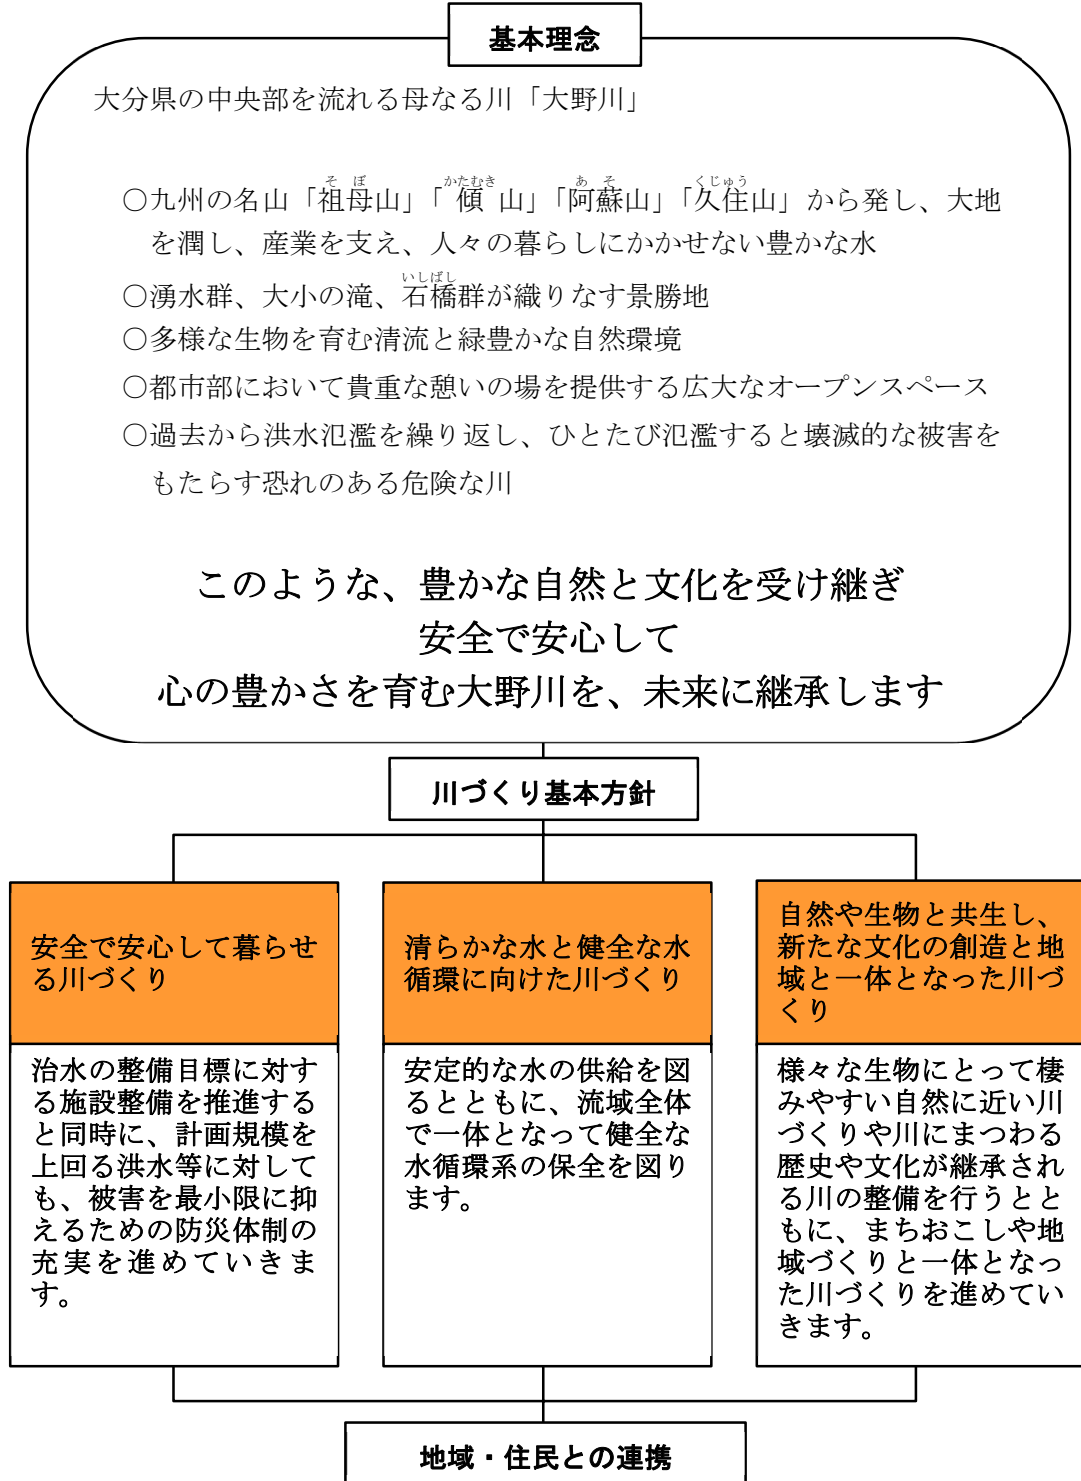 基本理念
大分県の中央部を流れる母なる川「大野川」
○九州の名山「祖母山」「傾山」「阿蘇山」「久住山」から発し、大地
を潤し、産業を支え、人々の暮らしにかかせない豊かな水
○湧水群、大小の滝、石橋群が織りなす景勝地
○多様な生物を育む清流と緑豊かな自然環境
○都市部において貴重な憩いの場を提供する広大なオープンスペース
○過去から洪水氾濫を繰り返し、ひとたび氾濫すると壊滅的な被害を
もたらす恐れのある危険な川
このような、豊かな自然と文化を受け継ぎ
安全で安心して
心の豊かさを育む大野川を、未来に継承します
川づくり基本方針
安全で安心して暮らせ
る川づくり
治水の整備目標に対す
る施設整備を推進する
と同時に、計画規模を
上回る洪水等に対して
も、被害を最小限に抑
えるための防災体制の
充実を進めていきま
す。
清らかな水と健全な水
循環に向けた川づくり
安定的な水の供給を図
るとともに、流域全体
で一体となって健全な
水循環系の保全を図り
ます。
自然や生物と共生し、
新たな文化の創造と地
域と一体となった川づ
くり
様々な生物にとって棲
みやすい自然に近い川
づくりや川にまつわる
歴史や文化が継承され
る川の整備を行うとと
もに、まちおこしや地
域づくりと一体となっ
た川づくりを進めてい
きます。
地域・住民との連携